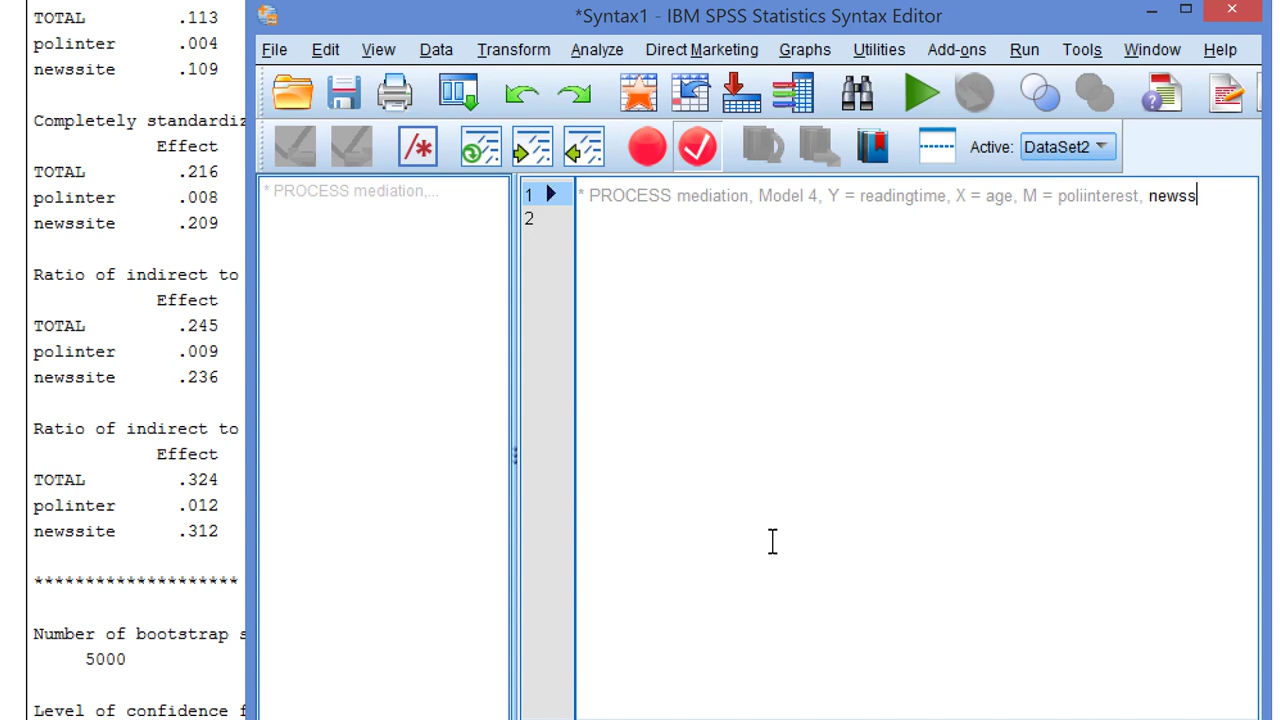 TOTAL .113
polinter .004
newssite .109
Completely standardiz
Effect
TOTAL .216
polinter .008
newssite .209
Ratio of indirect to
Effect
TOTAL .245
polinter .009
newssite .236
Ratio of indirect to
Effect
TOTAL .324
polinter .012
newssite .312
********************
Number of bootstrap s
5000
Level of confidence f
*Syntax1 - IBM SPSS Statistics Syntax Editor
File Edit View Data Transform Analyze Direct Marketing Graphs Utilities Add-ons Run Tools Window Help
/*
Active: DataSet2
* PROCESS mediation,...
1 * PROCESS mediation, Model 4, Y = readingtime, X = age, M = poliinterest, newss
2